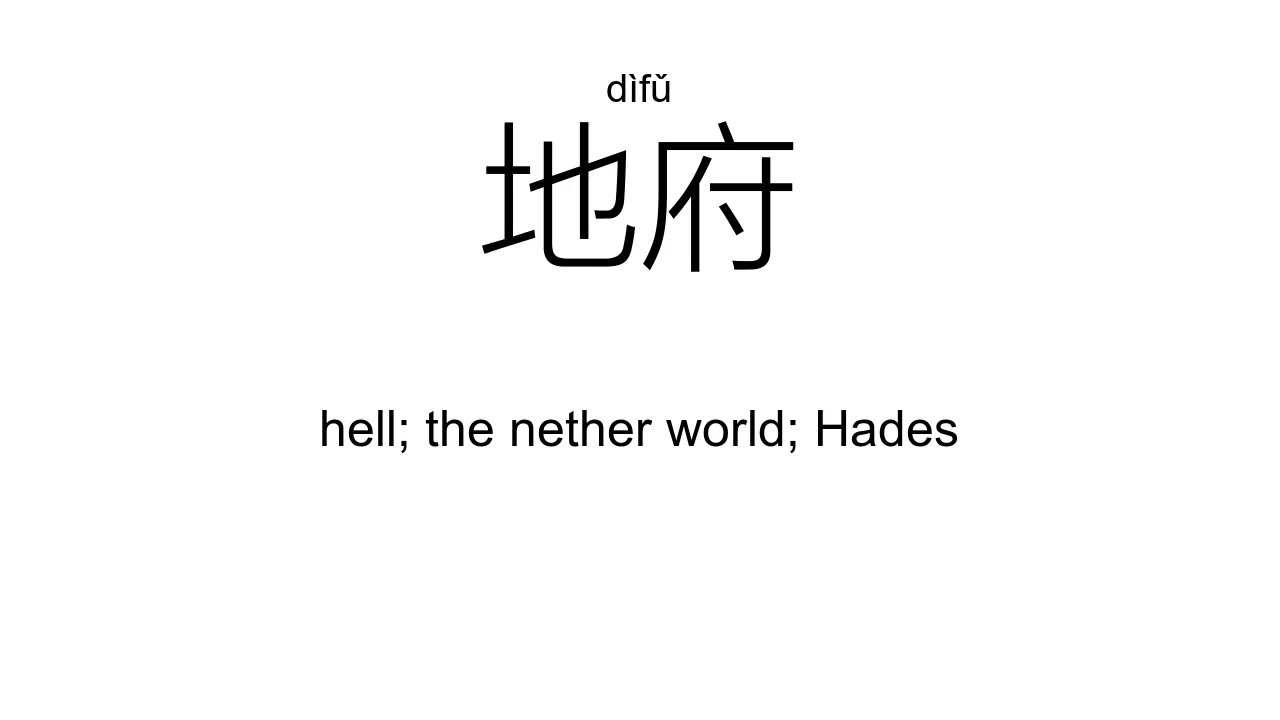 dìfǔ
地府
hell; the nether world; Hades